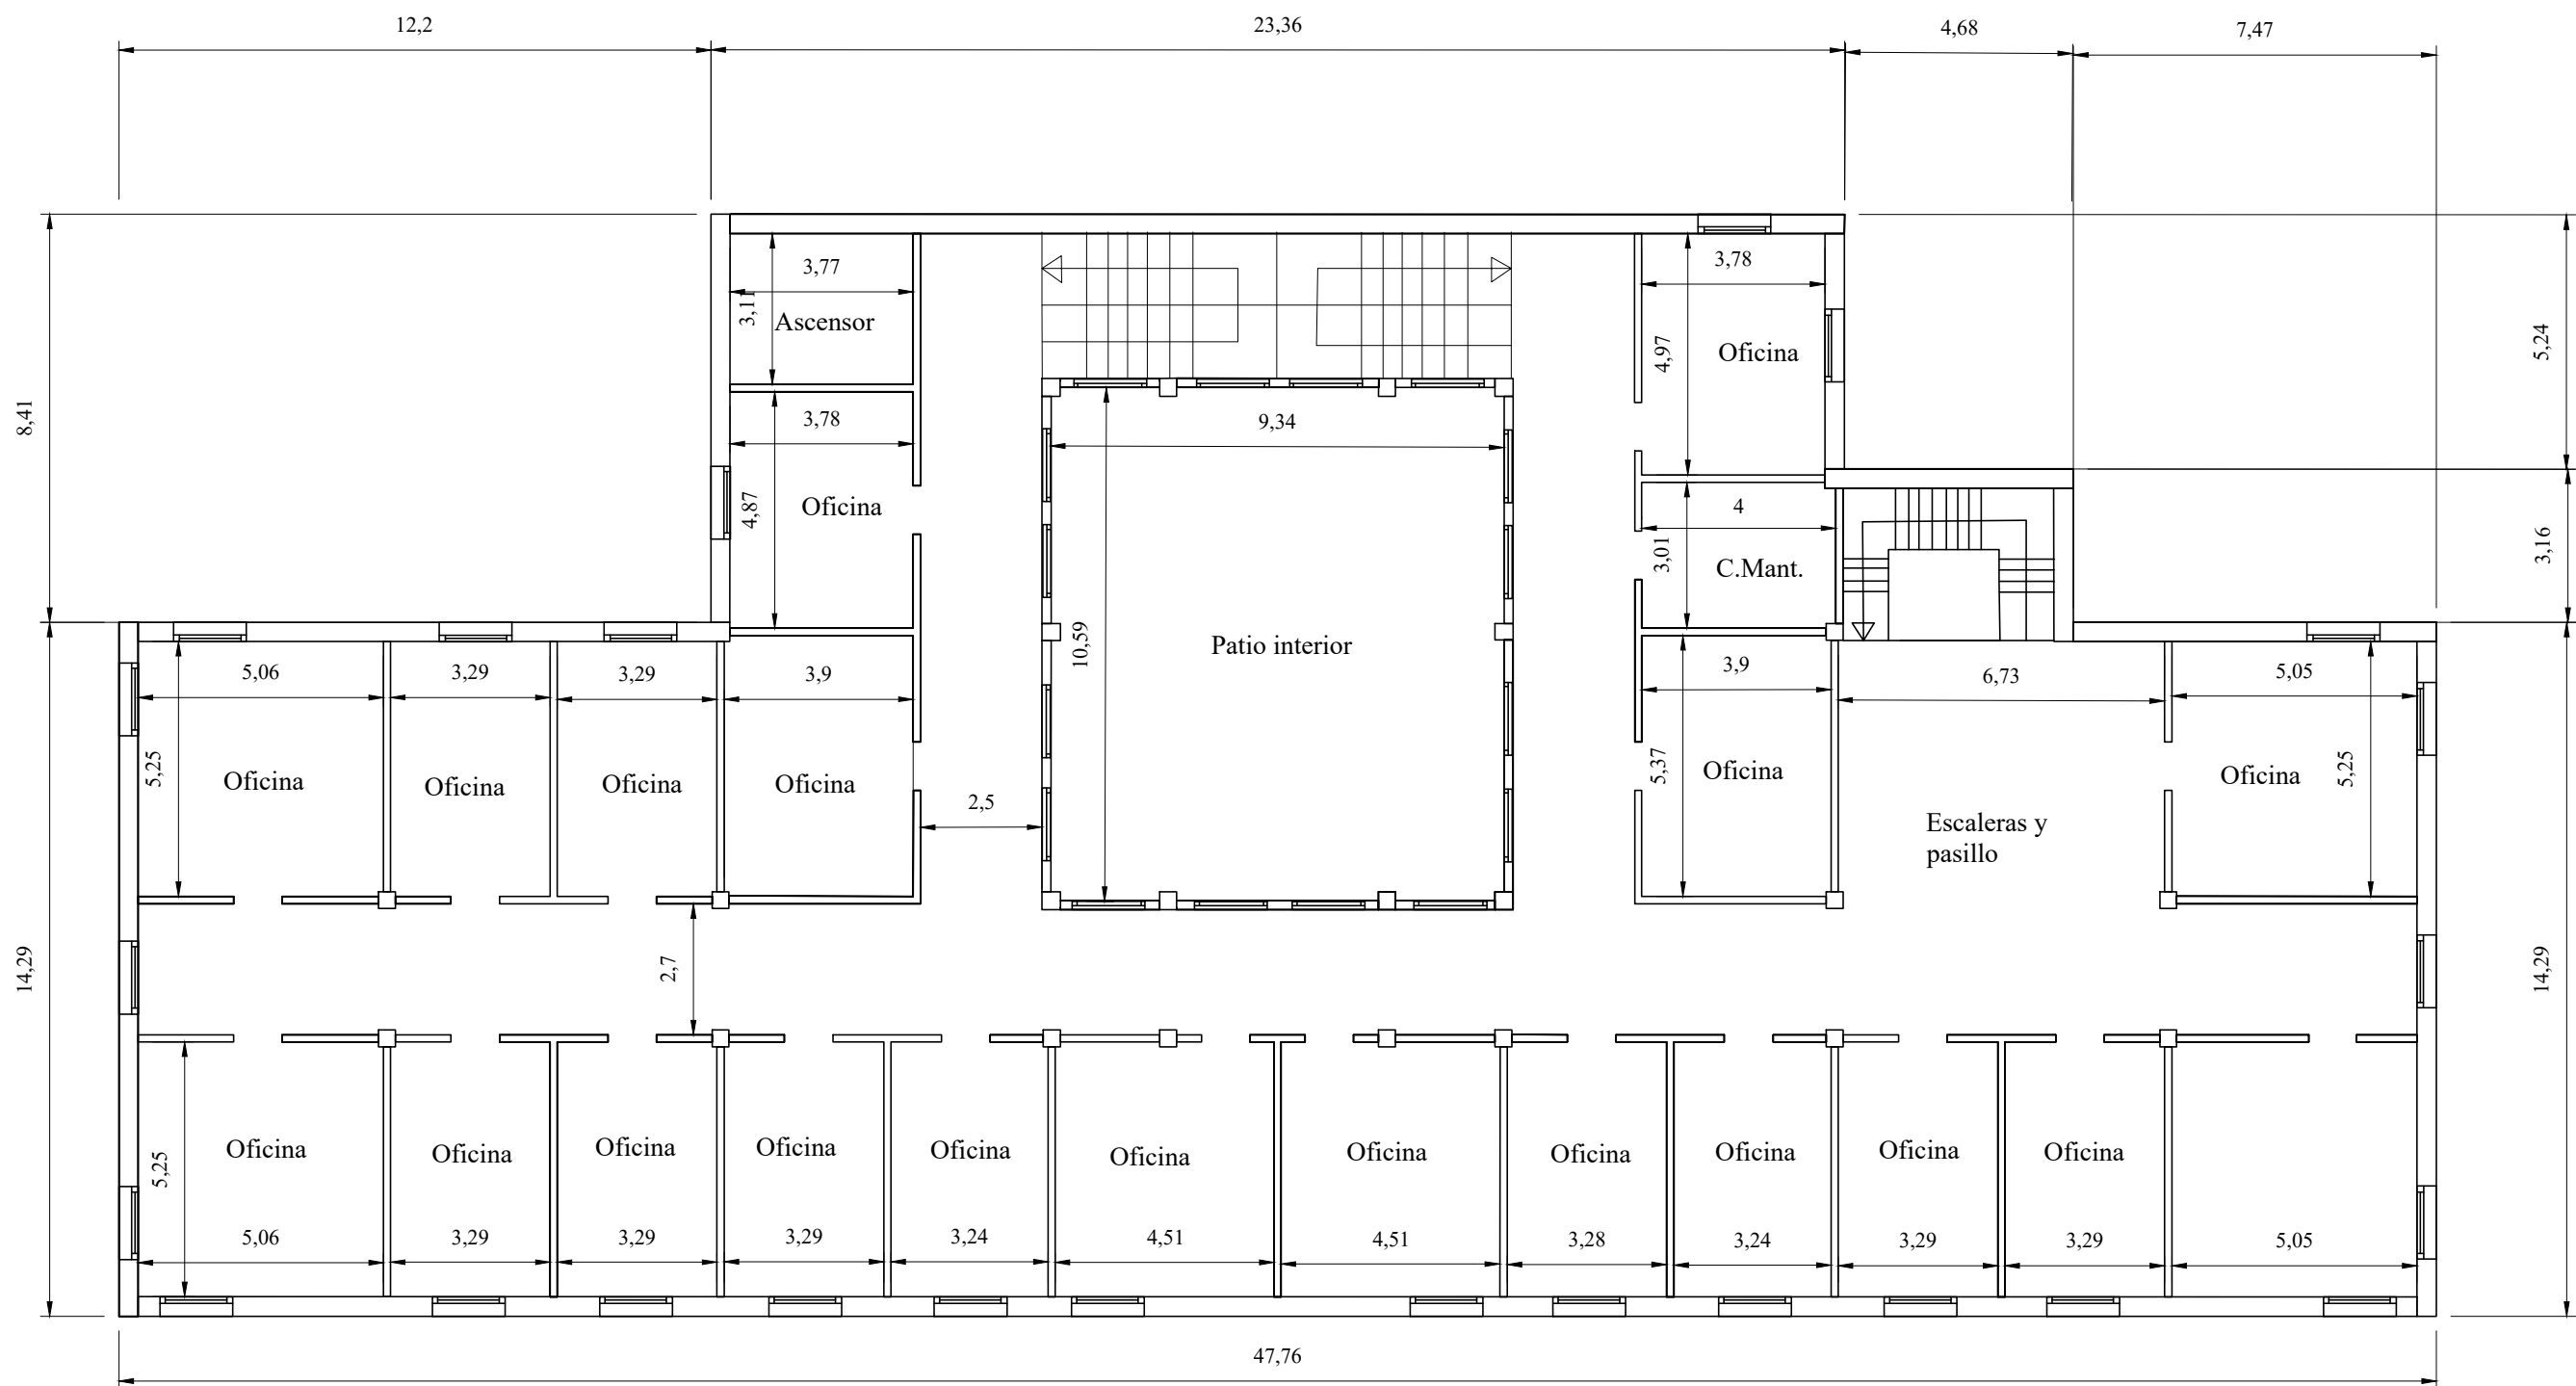 12,2
23,36
4,68
7,47
3,77
3,11
Ascensor
3,78
4,97
Oficina
5,24
8,41
3,78
4,87
Oficina
9,34
10,59
Patio interior
4
3,01
C.Mant.
3,16
5,06
5,25
Oficina
3,29
Oficina
3,29
Oficina
3,9
Oficina
2,5
3,9
5,37
Oficina
6,73
Escaleras y
pasillo
5,05
Oficina
5,25
14,29
2,7
14,29
5,25
Oficina
Oficina
Oficina
Oficina
Oficina
Oficina
Oficina
Oficina
Oficina
Oficina
Oficina
5,06
3,29
3,29
3,29
3,24
4,51
4,51
3,28
3,24
3,29
3,29
5,05
47,76